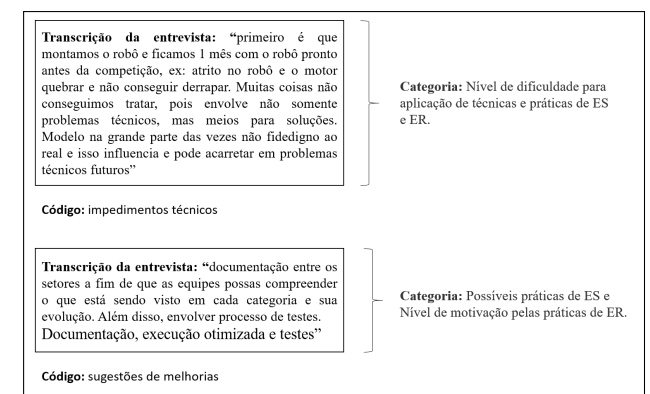 Transcrição da entrevista: “primeiro é que
montamos o robô e ficamos 1 mês com o robô pronto
antes da competição, ex: atrito no robô e o motor
quebrar e não conseguir derrapar. Muitas coisas não
conseguimos tratar, pois envolve não somente
problemas técnicos, mas meios para soluções.
Modelo na grande parte das vezes não fidedigno ao
real e isso influencia e pode acarretar em problemas
técnicos futuros”
Categoria: Nível de dificuldade para
aplicação de técnicas e práticas de ES
e ER.
Código: impedimentos técnicos
Transcrição da entrevista: “documentação entre os
setores a fim de que as equipes possas compreender
o que está sendo visto em cada categoria e sua
evolução. Além disso, envolver processo de testes.
Documentação, execução otimizada e testes”
Categoria: Possíveis práticas de ES e
Nível de motivação pelas práticas de ER.
Código: sugestões de melhorias